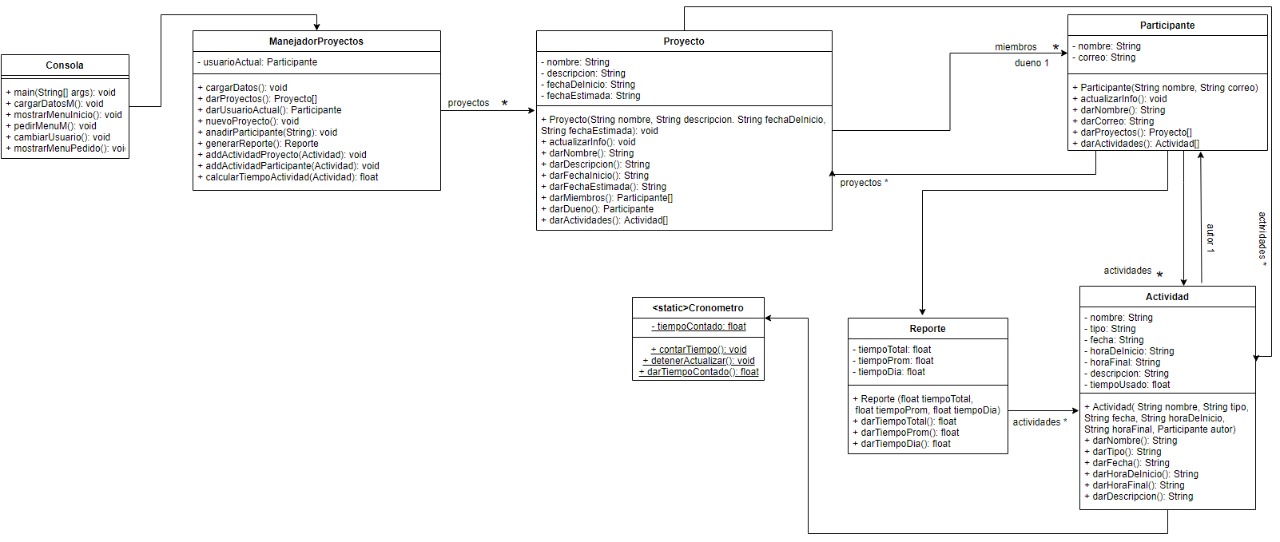 Consola
+ main(String[] args): void
+ cargarDatosM(): void
+ mostrarMenuInicio(): void
+ pedirMenuM(): void
+ cambiarUsuario(): void
+ mostrarMenuPedido(): voi
ManejadorProyectos
- usuarioActual: Participante
+ cargarDatos(): void
+ darProyectos(): Proyecto[]
+ darUsuarioActual(): Participante
+ nuevoProyecto(): void
+ anadirParticipante(String): void
+ generarReporte(): Reporte
+ addActividadProyecto(Actividad): void
+ addActividadParticipante(Actividad): void
+ calcularTiempoActividad(Actividad): float
proyectos *
Proyecto
- nombre: String
- descripcion: String
- fechaDeInicio: String
- fechaEstimada: String
+ Proyecto(String nombre, String descripcion. String fechaDeInicio,
String fechaEstimada): void
+ actualizarInfo(): void
+ darNombre(): String
+ darDescripcion(): String
+ darFechaInicio(): String
+ darFechaEstimada(): String
+ darMiembros(): Participante[]
+ darDueno(): Participante
+ darActividades(): Actividad[]
miembros *
dueno 1
Participante
- nombre: String
- correo: String
+ Participante(String nombre, String correo)
+ actualizarInfo(): void
+ darNombre(): String
+ darCorreo: String
+ darProyectos(): Proyecto[]
+ darActividades(): Actividad[]
proyectos *
autor 1
actividades *
actividades *
<static>Cronometro
- tiempoContado: float
+ contarTiempo(): void
+ detenerActualizar(): void
+ darTiempoContado(): float
Reporte
- tiempoTotal: float
- tiempoProm: float
- tiempoDia: float
+ Reporte (float tiempoTotal,
float tiempoProm, float tiempoDia)
+ darTiempoTotal(): float
+ darTiempoProm(): float
+ darTiempoDia(): float
actividades *
Actividad
- nombre: String
- tipo: String
- fecha: String
- horaDeInicio: String
- horaFinal: String
- descripcion: String
- tiempoUsado: float
+ Actividad( String nombre, String tipo,
String fecha, String horaDeInicio,
String horaFinal, Participante autor)
+ darNombre(): String
+ darTipo(): String
+ darFecha(): String
+ darHoraDeInicio(): String
+ darHoraFinal(): String
+ darDescripcion(): String